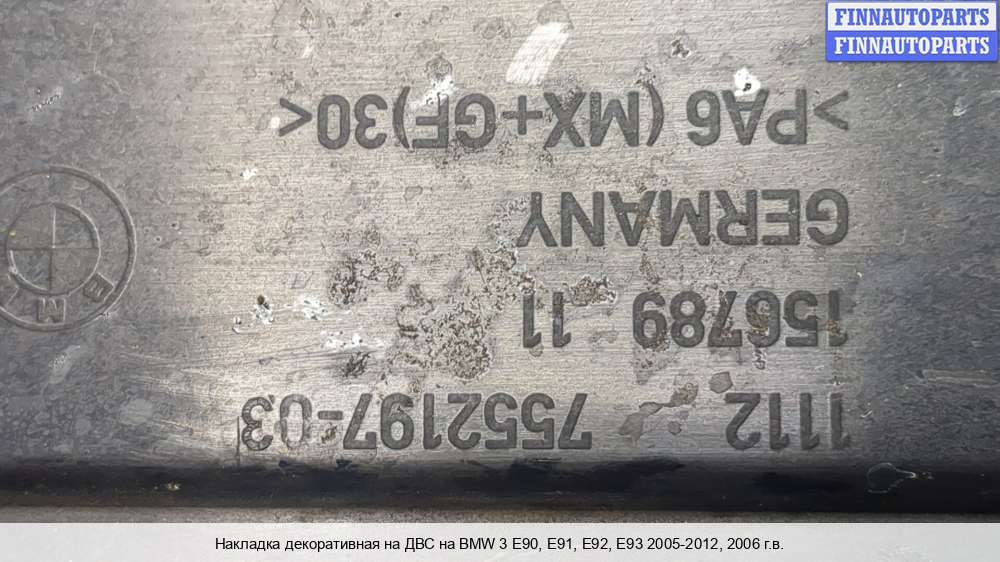 FINNAUTOPARTS
FINNAUTOPARTS
1112 7552197-03
156789 11
GERMANY
>PA6 (MX+GF)30<
BMW
Накладка декоративная на ДВС на BMW 3 E90, E91, E92, E93 2005-2012, 2006 г.в.